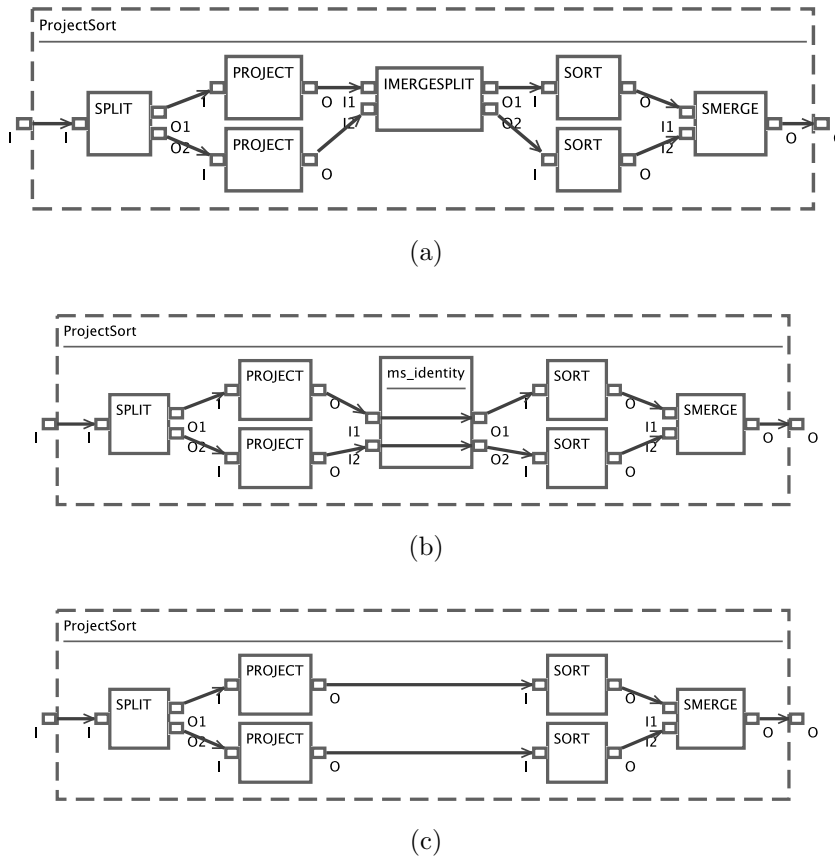 ProjectSort
PROJECT IMERGESPLIT SORT
SPLIT SMERGE
I O I1 O1 I O
I I O1 I2 O2 I1 O
O2 I2
PROJECT SORT
I O I O
(a)
ProjectSort
PROJECT ms_identity SORT
SPLIT SMERGE
I O I O
I I O1 I1 O1 I1 O O
O2 I2 O2 I2
PROJECT SORT
I O I O
(b)
ProjectSort
PROJECT SORT
SPLIT SMERGE
I O I O
I I O1 I1 O O
O2 I2
PROJECT SORT
I O I O
(c)